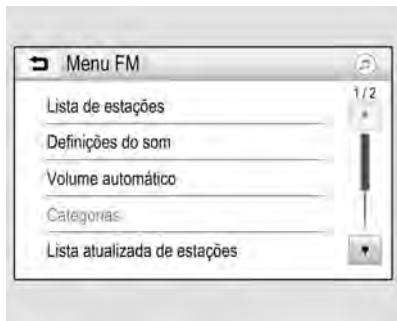 Menu FM
1/2
Lista de estações
Definições do som
Volume automático
Categorias
Lista atualizada de estações